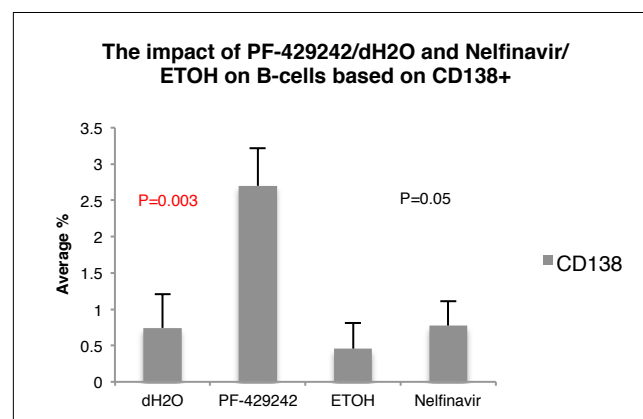 The impact of PF-429242/dH2O and Nelfinavir/
ETOH on B-cells based on CD138+
3.5
3
2.5
2
1.5
1
0.5
0
Average %
P=0.003
P=0.05
CD138
dH2O
PF-429242
ETOH
Nelfinavir